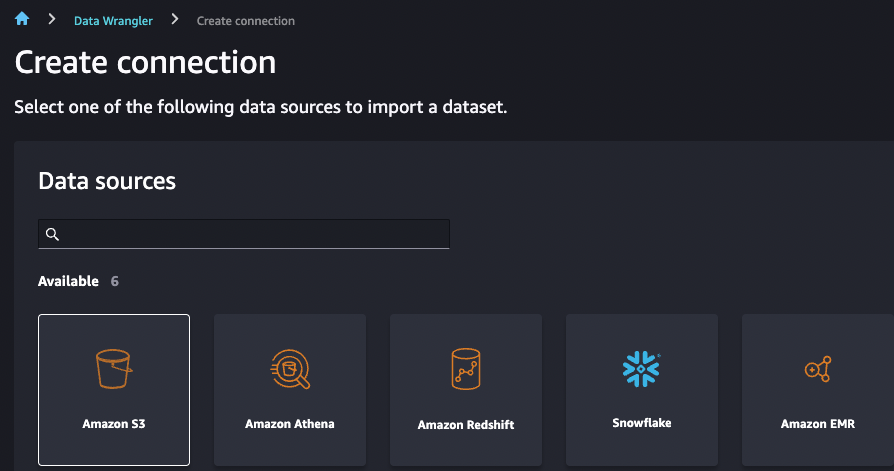 Data Wrangler Create connection
Create connection
Select one of the following data sources to import a dataset.
Data sources
Available 6
Amazon S3 Amazon Athena Amazon Redshift Snowflake Amazon EMR